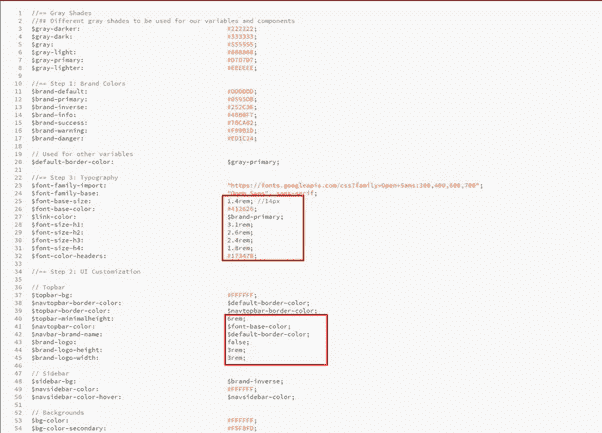 1 //== Gray Shades
2 //## Different gray shades to be used for our variables and components
3 $gray-darker: #222222;
4 $gray-dark: #333333;
5 $gray: #555555;
6 $gray-light: #888888;
7 $gray-primary: #D7D7D7;
8 $gray-lighter: #EEEEEE;
9
10 //== Step 1: Brand Colors
11 $brand-default: #DDDDDD;
12 $brand-primary: #0595DB;
13 $brand-inverse: #252C36;
14 $brand-info: #4888F7;
15 $brand-success: #76CA02;
16 $brand-warning:
17 $brand-danger: #ED1C24;
18
19 // Used for other variables
20 $default-border-color: $gray-primary;
21
22 //== Step 3: Typography
23 $font-family-import: "https://fonts.googleapis.com/css?family=Open+Sans:300,400,600,700";
24 $font-family-base: "Open Sans", sans-serif;
25 $font-base-size: 1.4rem; //14px
26 $font-base-color:
27 $link-color: $brand-primary;
28 $font-size-h1: 3.1rem;
29 $font-size-h2: 2.6rem;
30 $font-size-h3: 2.4rem;
31 $font-size-h4: 1.8rem;
32 $font-color-headers: #17347B;
33
34 //== Step 2: UI Customization
35
36 // Topbar
37 $topbar-bg: #FFFFFF;
38 $navtopbar-border-color: $default-border-color;
39 $topbar-border-color: $navtopbar-border-color;
40 $topbar-minimalheight: 6rem;
41 $navtopbar-color: $font-base-color;
42 $navbar-brand-name: $default-border-color;
43 $brand-logo: false;
44 $brand-logo-height: 3rem;
45 $brand-logo-width: 3rem;
46
47 // Sidebar
48 $sidebar-bg: $brand-inverse;
49 $navsidebar-color: #FFFFFF;
50 $navsidebar-color-hover: $navsidebar-color;
51
52 // Backgrounds
53 $bg-color: #FFFFFF;
54 $bg-color-secondary: